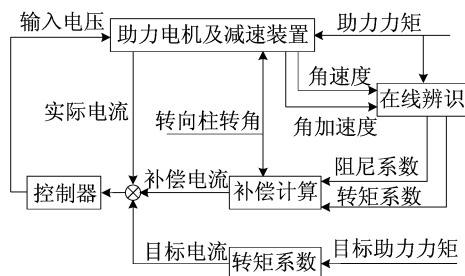 输入电压
助力电机及减速装置
助力力矩
角速度
在线辨识
实际电流
转向柱转角
角加速度
阻尼系数
补偿电流
控制器
补偿计算
转矩系数
目标电流
转矩系数
目标助力力矩